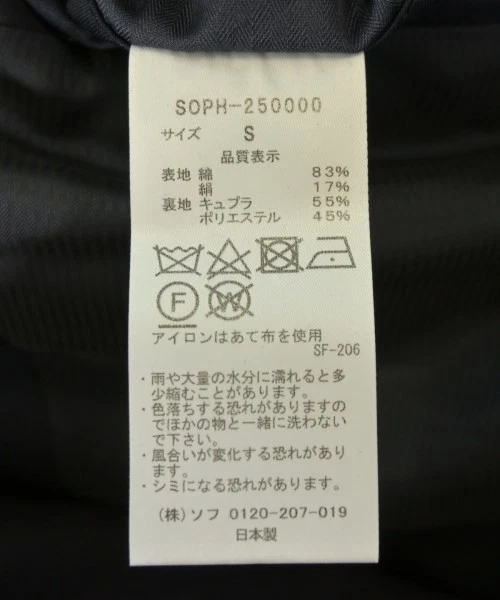 SOPH-250000
サイズ S
品質表示
表地 綿 83%
絹 17%
裏地 キュプラ 55%
ポリエステル 45%
F W
アイロンはあて布を使用
SF-206
・雨や大量の水分に濡れると多
少縮むことがあります。
・色落ちする恐れがありますの
でほかの物と一緒に洗わない
で下さい。
・風合いが変化する恐れがあり
ます。
・シミになる恐れがあります。
(株)ソフ 0120-207-019
日本製